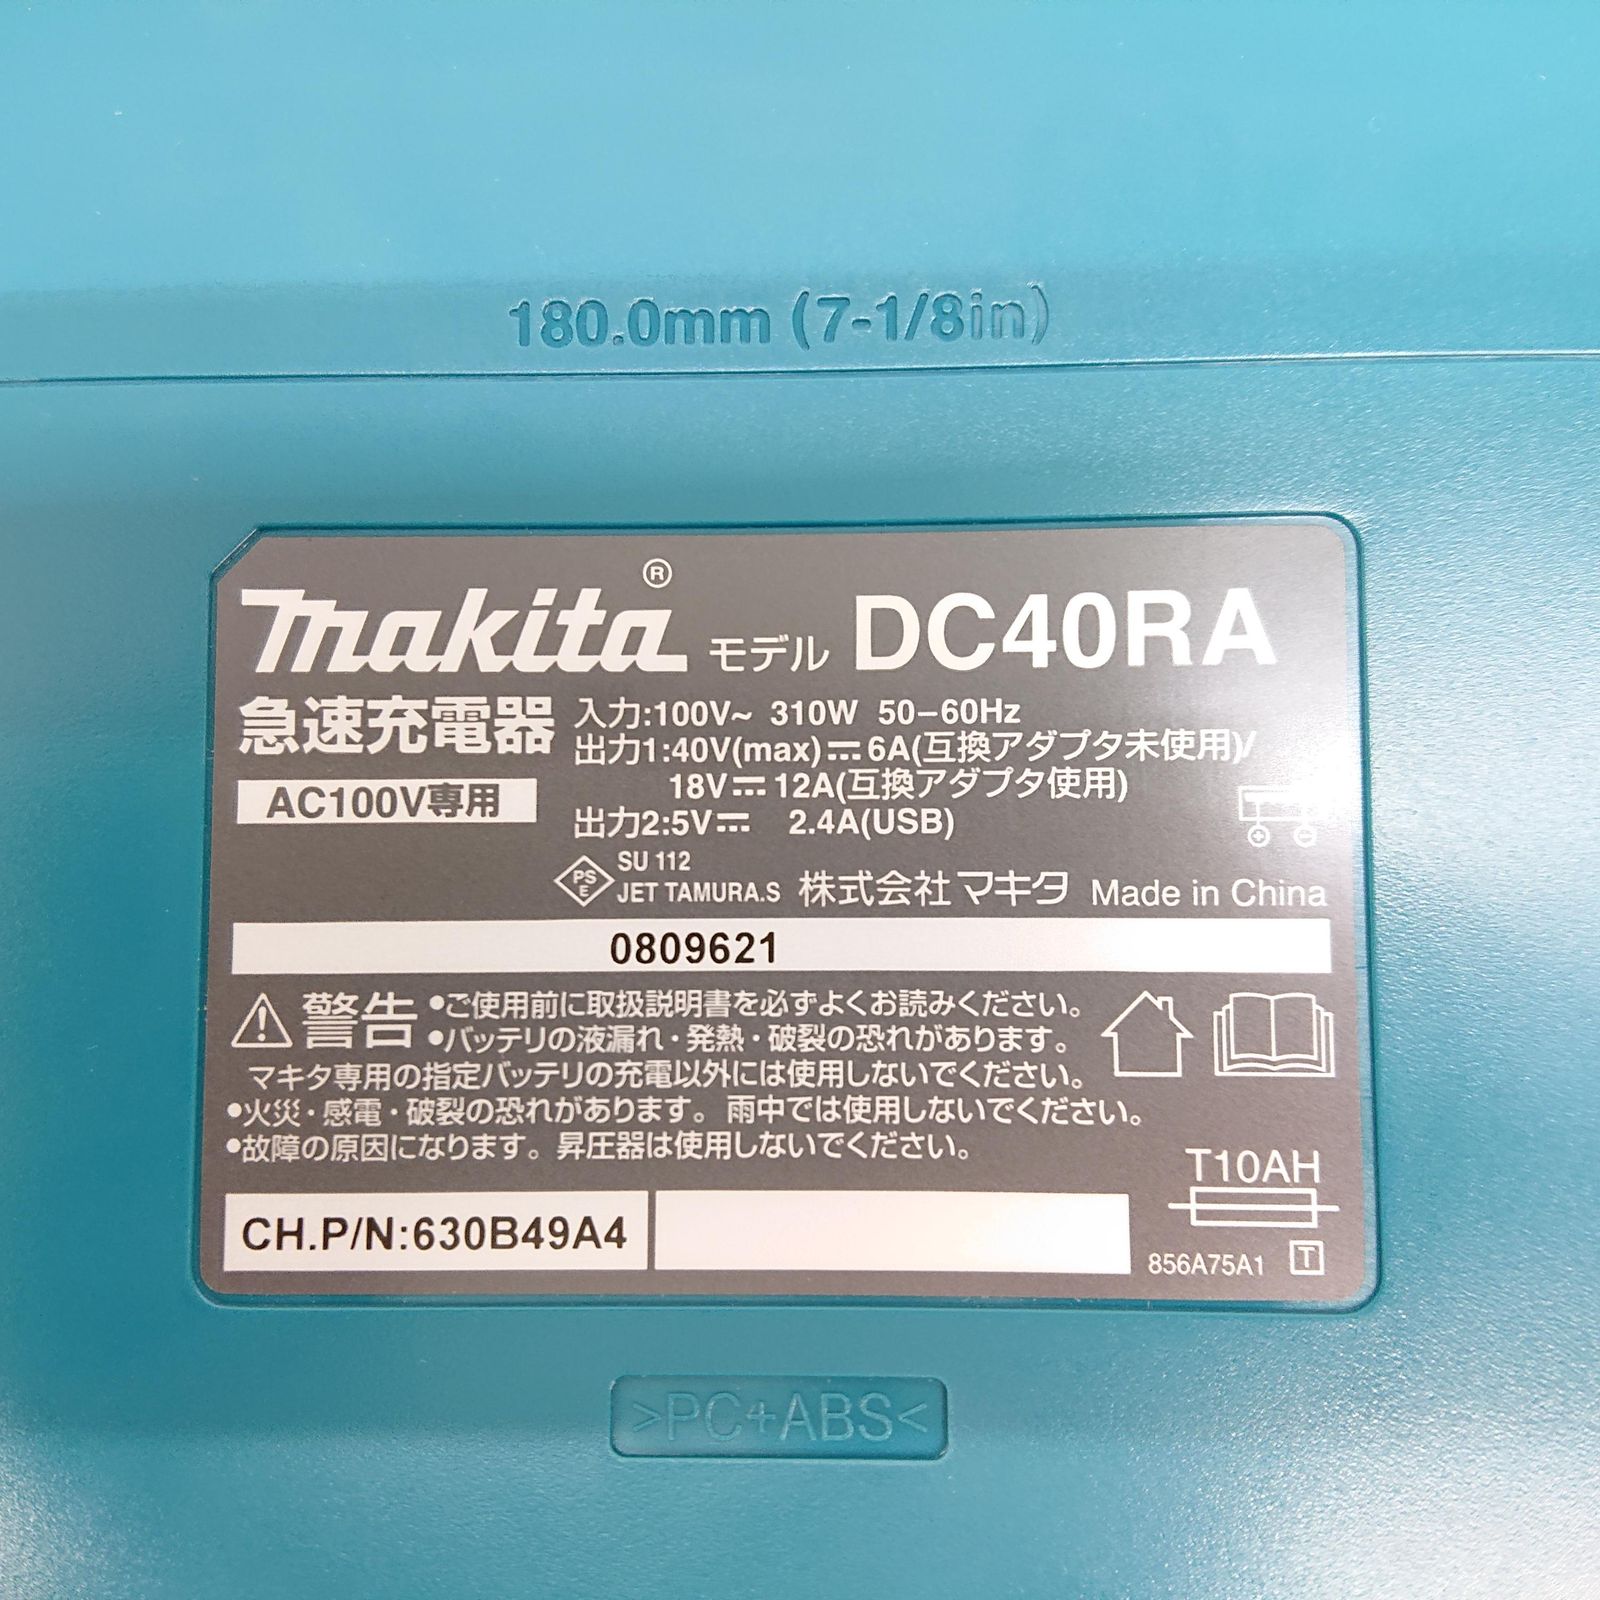 180.0mm (7-1/8in)
makita® モデル DC40RA
急速充電器
AC100V専用
入力:100V~ 310W 50-60Hz
出力1:40V(max)⎓6A(互換アダプタ未使用)/
18V⎓12A(互換アダプタ使用)
出力2:5V⎓ 2.4A(USB)
PS
E
SU 112
JET TAMURA.S 株式会社マキタ Made in China
0809621
警告 •ご使用前に取扱説明書を必ずよくお読みください。
•バッテリの液漏れ・発熱・破裂の恐れがあります。
マキタ専用の指定バッテリの充電以外には使用しないでください。
•火災・感電・破裂の恐れがあります。雨中では使用しないでください。
•故障の原因になります。昇圧器は使用しないでください。
T10AH
CH.P/N:630B49A4
856A75A1 T
>PC+ABS<